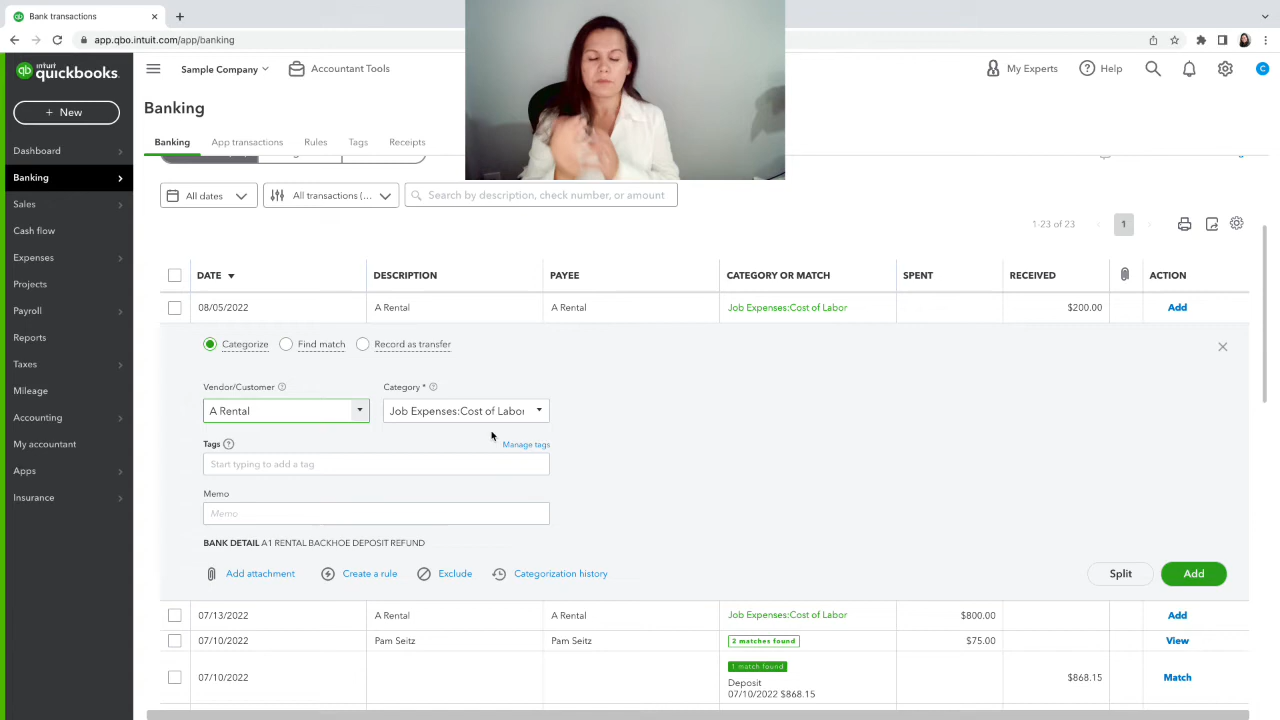 Bank transactions
app.qbo.intuit.com/app/banking
intuit quickbooks.
Sample Company
Accountant Tools
My Experts
Help
C
+ New
Banking
Banking
App transactions
Rules
Tags
Receipts
Dashboard
Banking
Sales
Cash flow
Expenses
Projects
Payroll
Reports
Taxes
Mileage
Accounting
My accountant
Apps
Insurance
All dates
All transactions (...
Search by description, check number, or amount
1-23 of 23
1
DATE
DESCRIPTION
PAYEE
CATEGORY OR MATCH
SPENT
RECEIVED
ACTION
08/05/2022
A Rental
A Rental
Job Expenses:Cost of Labor
$200.00
Add
Categorize
Find match
Record as transfer
Vendor/Customer
Category *
A Rental
Job Expenses:Cost of Labor
Tags
Manage tags
Start typing to add a tag
Memo
Memo
BANK DETAIL A1 RENTAL BACKHOE DEPOSIT REFUND
Add attachment
Create a rule
Exclude
Categorization history
Split
Add
07/13/2022
A Rental
A Rental
Job Expenses:Cost of Labor
$800.00
Add
07/10/2022
Pam Seitz
Pam Seitz
2 matches found
$75.00
View
07/10/2022
1 match found
Deposit
07/10/2022 $868.15
$868.15
Match